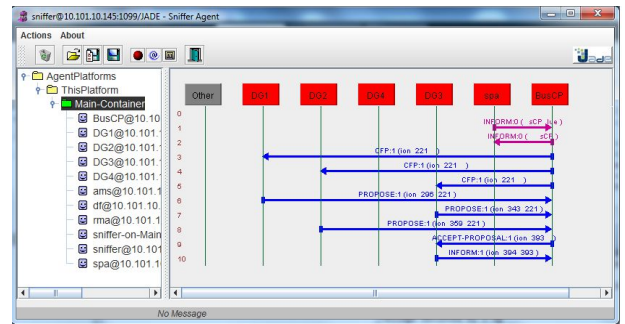 sniffer@10.101.10.145:1099/JADE - Sniffer Agent
Actions About
AgentPlatforms
ThisPlatform
Main-Container
BusCP@10.10
DG1@10.101.1
DG2@10.101.1
DG3@10.101.1
DG4@10.101.1
ams@10.101.1
df@10.101.10.
rma@10.101.1
sniffer-on-Main
sniffer@10.101
spa@10.101.1
Other DG1 DG2 DG4 DG3 spa BusCP
0
1 INFORM:0 ( sCP
2 INFORM:0 ( sCP )
3 CFP:1 (ion 221 )
4 CFP:1 (ion 221 )
5 CFP:1 (ion 221 )
6 PROPOSE:1 (ion 296 221)
7 PROPOSE:1 (ion 343 221)
8 PROPOSE:1 (ion 359 221)
9 ACCEPT-PROPOSAL:1 (ion 393 )
10 INFORM:1 (ion 394 393)
No Message